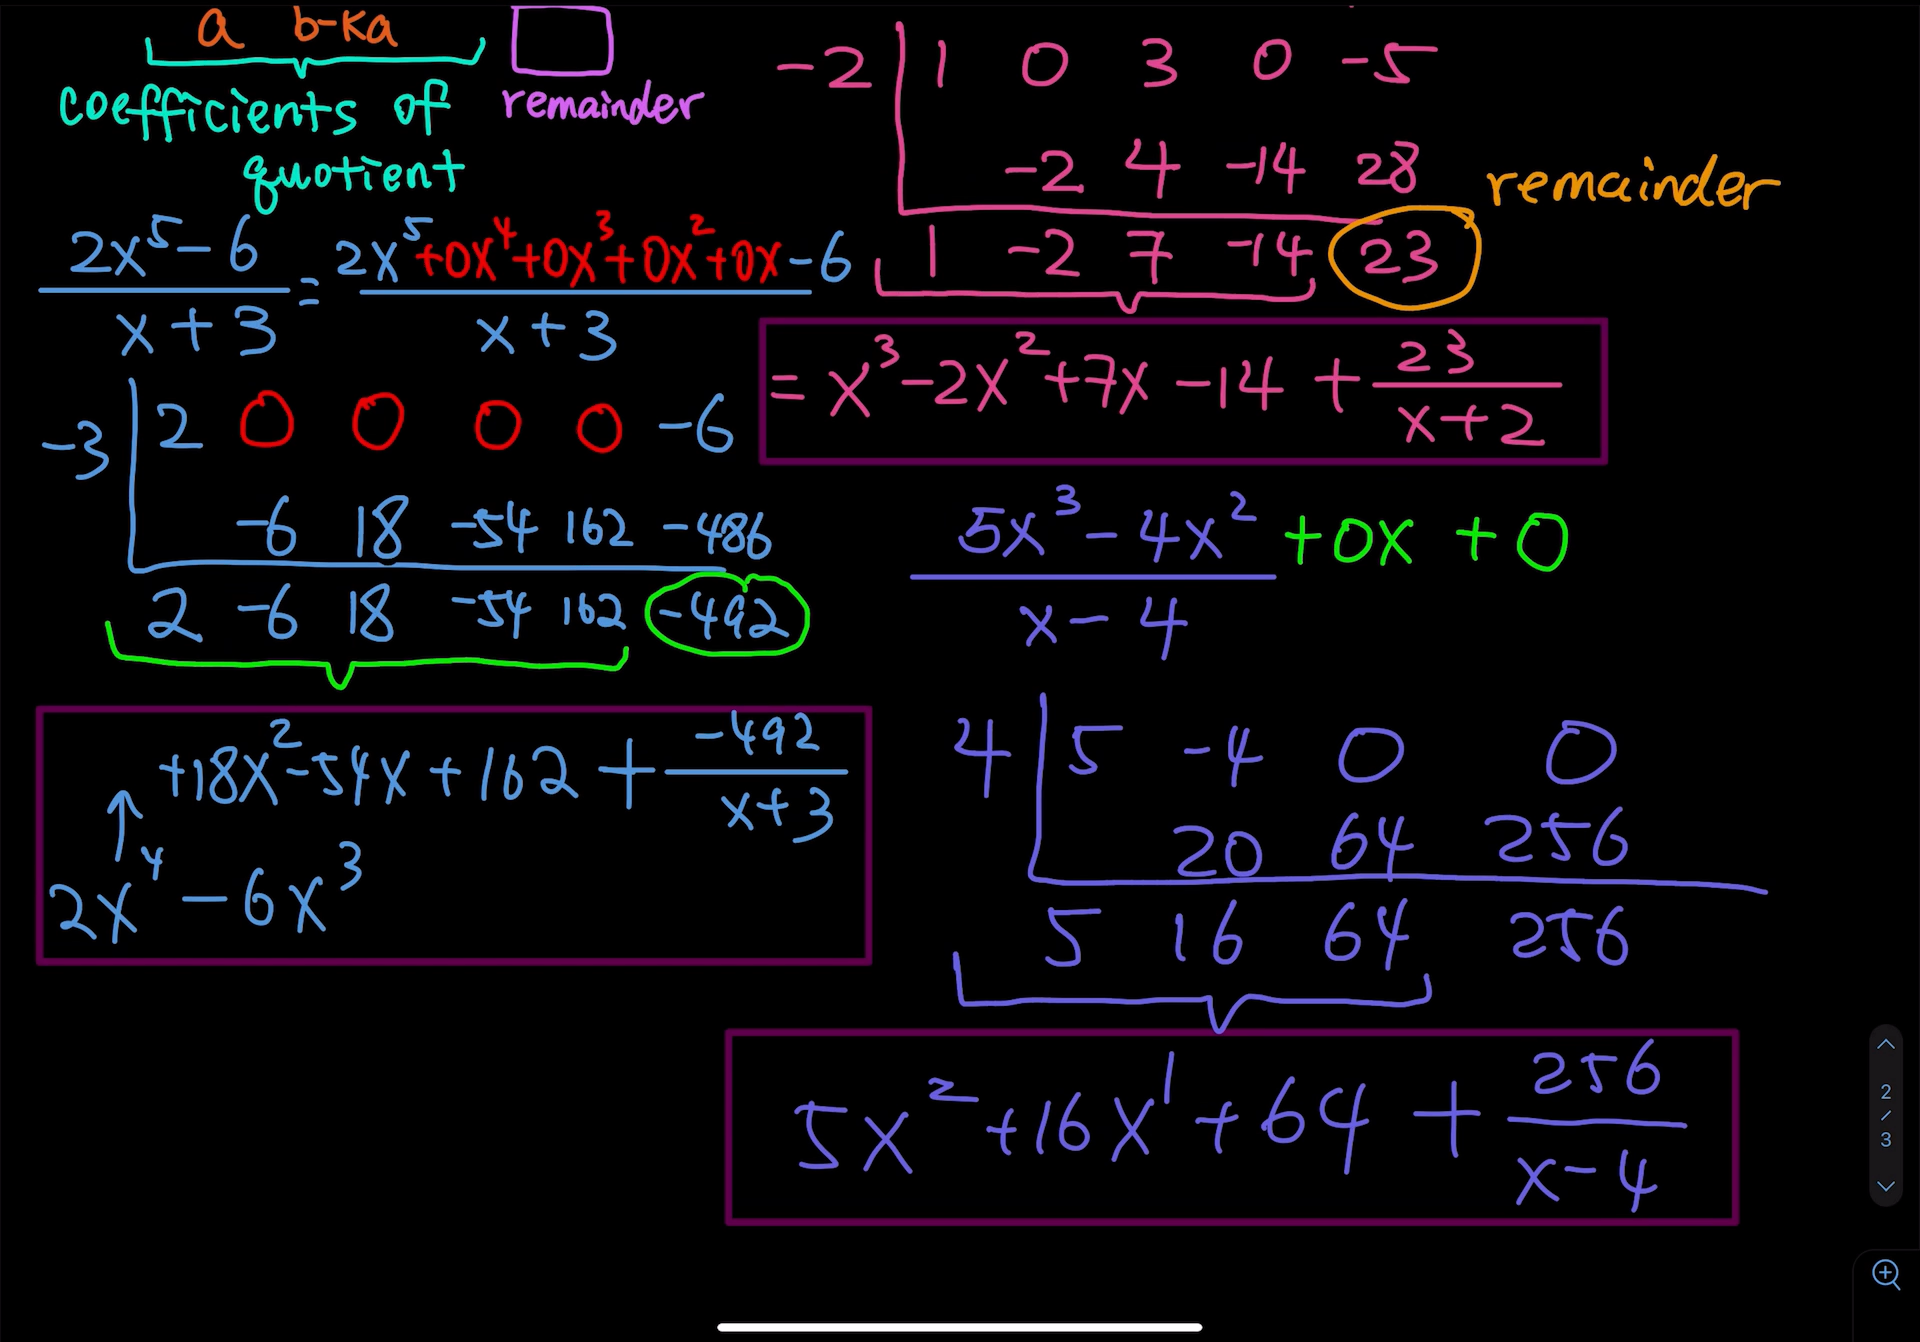 a b-ka
coefficients of
quotient
remainder
2x⁵ - 6 / x + 3 = 2x⁵ + 0x⁴ + 0x³ + 0x² + 0x - 6 / x + 3
-3 | 2 0 0 0 0 -6
-6 18 -54 162 -486
2 -6 18 -54 162 -492
+18x² - 54x + 162 + -492 / x+3
2x⁴ - 6x³
-2 | 1 0 3 0 -5
-2 4 -14 28
1 -2 7 -14 23
remainder
= x³ - 2x² + 7x - 14 + 23 / x+2
5x³ - 4x² + 0x + 0 / x - 4
4 | 5 -4 0 0
20 64 256
5 16 64 256
5x² + 16x¹ + 64 + 256 / x-4
2
/
3